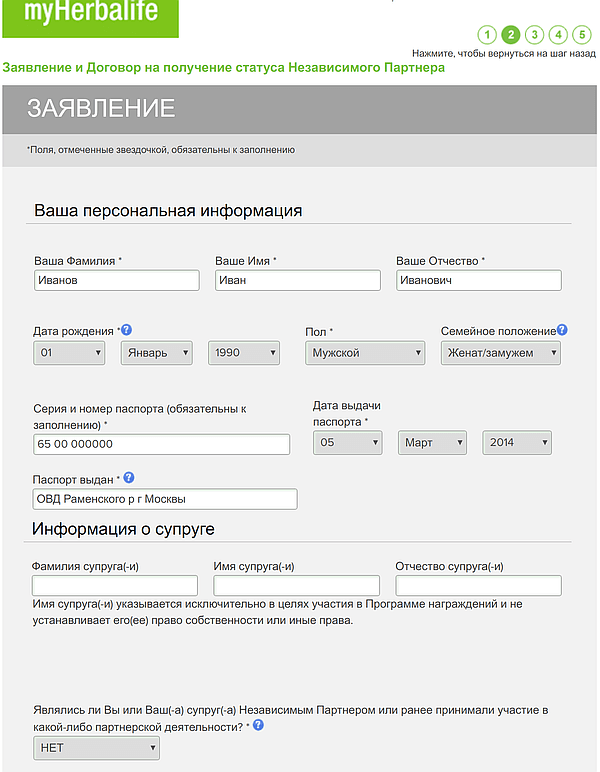 myHerbalife
1 2 3 4 5
Нажмите, чтобы вернуться на шаг назад
Заявление и Договор на получение статуса Независимого Партнера
ЗАЯВЛЕНИЕ
*Поля, отмеченные звездочкой, обязательны к заполнению
Ваша персональная информация
Ваша Фамилия * Ваше Имя * Ваше Отчество *
Иванов Иван Иванович
Дата рождения *? Пол * Семейное положение?
01 Январь 1990 Мужской Женат/замужем
Серия и номер паспорта (обязательны к
заполнению) *
65 00 000000
Дата выдачи
паспорта *
05 Март 2014
Паспорт выдан * ?
ОВД Раменского р г Москвы
Информация о супруге
Фамилия супруга(-и) Имя супруга(-и) Отчество супруга(-и)
Имя супруга(-и) указывается исключительно в целях участия в Программе награждений и не
устанавливает его(ее) право собственности или иные права.
Являлись ли Вы или Ваш(-а) супруг(-а) Независимым Партнером или ранее принимали участие в
какой-либо партнерской деятельности? * ?
НЕТ